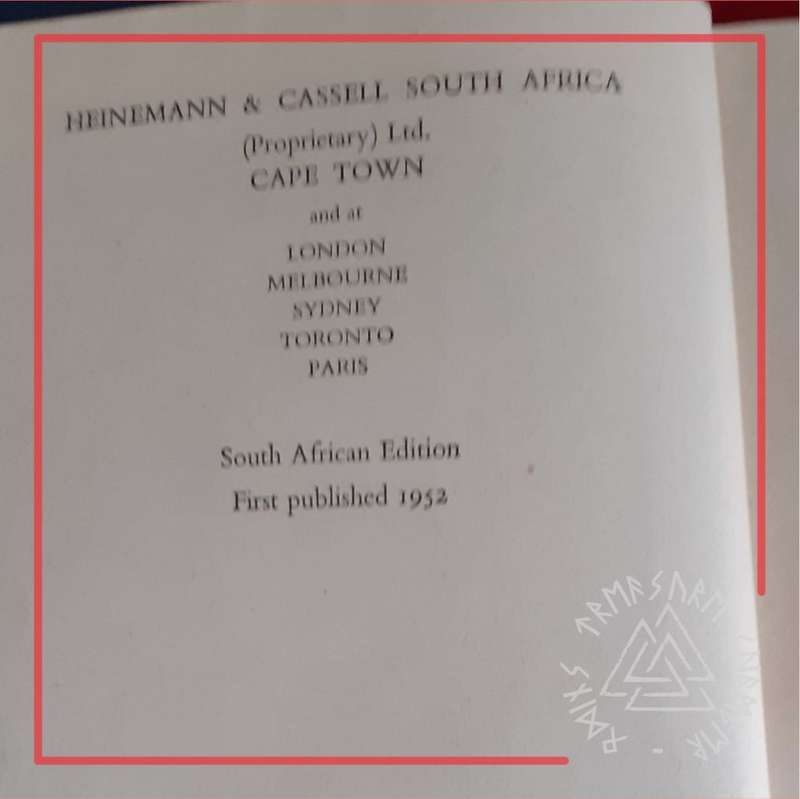 HEINEMANN & CASSELL SOUTH AFRICA
(Proprietary) Ltd.
CAPE TOWN
and at
LONDON
MELBOURNE
SYDNEY
TORONTO
PARIS
South African Edition
First published 1952